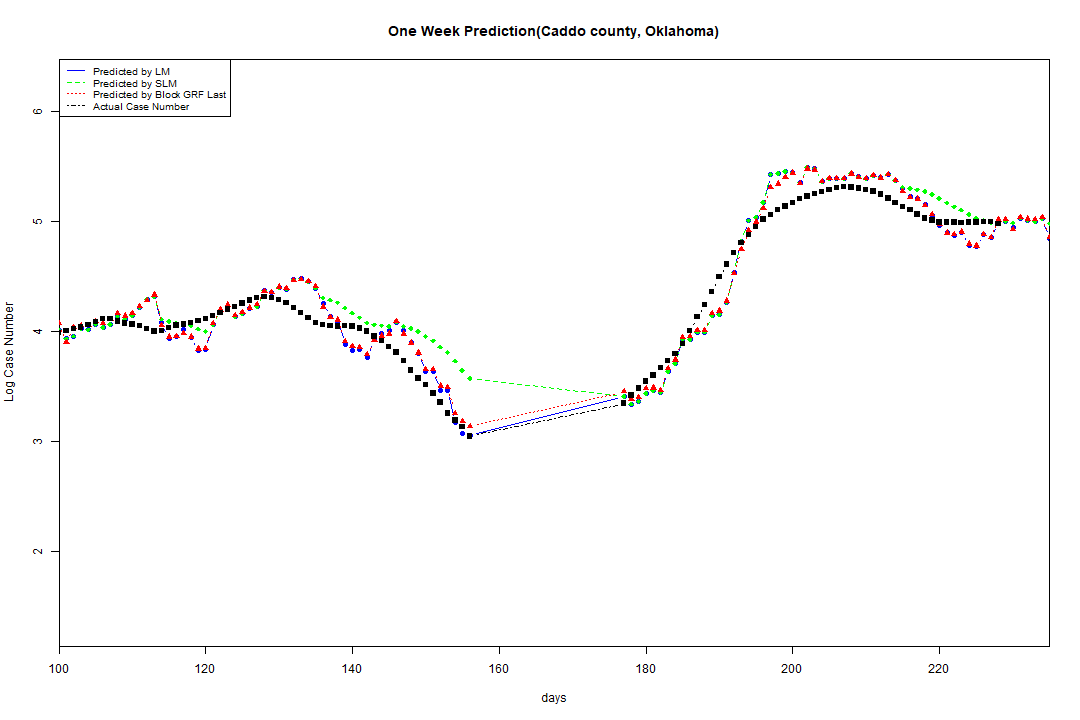 One Week Prediction(Caddo county, Oklahoma)
Predicted by LM
Predicted by SLM
Predicted by Block GRF Last
Actual Case Number
6
5
4
3
2
Log Case Number
100 120 140 160 180 200 220
days